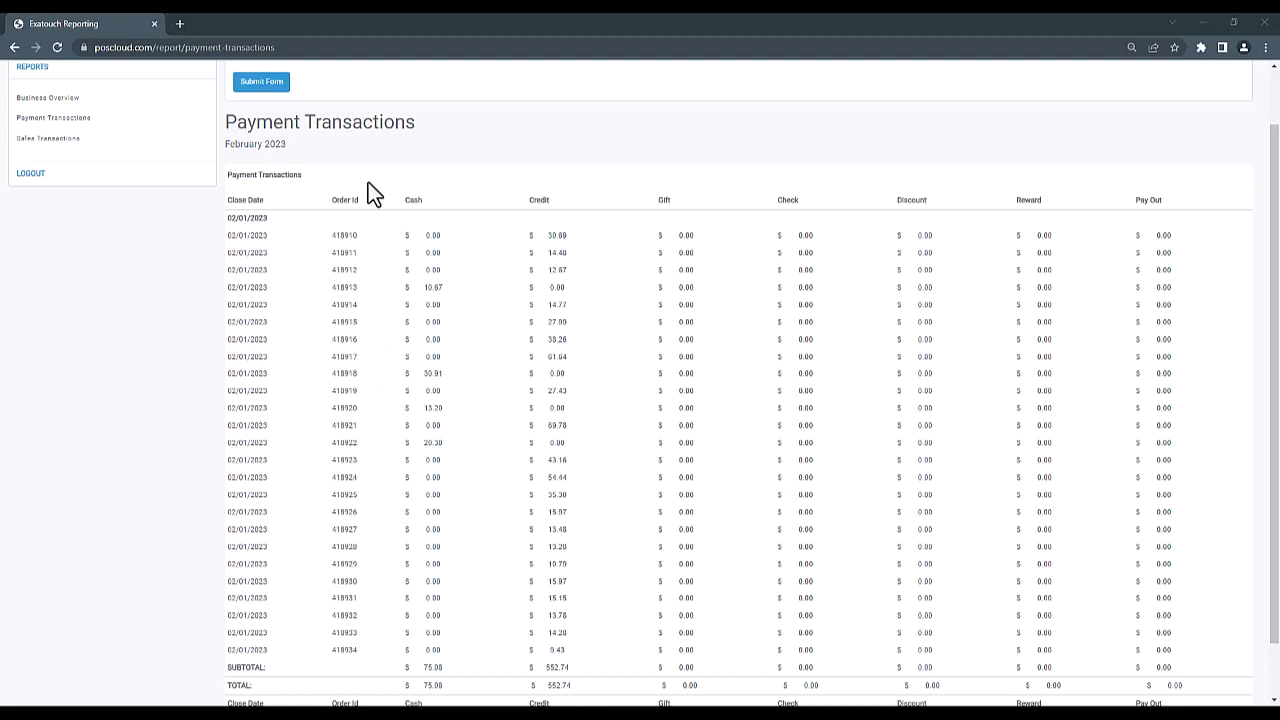 Exatouch Reporting
poscloud.com/report/payment-transactions
REPORTS
Business Overview
Payment Transactions
Sales Transactions
LOGOUT
Submit Form
Payment Transactions
February 2023
Payment Transactions
Close Date Order Id Cash Credit Gift Check Discount Reward Pay Out
02/01/2023
02/01/2023 418910 $ 0.00 $ 30.69 $ 0.00 $ 0.00 $ 0.00 $ 0.00 $ 0.00
02/01/2023 418911 $ 0.00 $ 14.48 $ 0.00 $ 0.00 $ 0.00 $ 0.00 $ 0.00
02/01/2023 418912 $ 0.00 $ 12.67 $ 0.00 $ 0.00 $ 0.00 $ 0.00 $ 0.00
02/01/2023 418913 $ 10.67 $ 0.00 $ 0.00 $ 0.00 $ 0.00 $ 0.00 $ 0.00
02/01/2023 418914 $ 0.00 $ 14.77 $ 0.00 $ 0.00 $ 0.00 $ 0.00 $ 0.00
02/01/2023 418915 $ 0.00 $ 27.99 $ 0.00 $ 0.00 $ 0.00 $ 0.00 $ 0.00
02/01/2023 418916 $ 0.00 $ 38.26 $ 0.00 $ 0.00 $ 0.00 $ 0.00 $ 0.00
02/01/2023 418917 $ 0.00 $ 61.64 $ 0.00 $ 0.00 $ 0.00 $ 0.00 $ 0.00
02/01/2023 418918 $ 30.91 $ 0.00 $ 0.00 $ 0.00 $ 0.00 $ 0.00 $ 0.00
02/01/2023 418919 $ 0.00 $ 27.43 $ 0.00 $ 0.00 $ 0.00 $ 0.00 $ 0.00
02/01/2023 418920 $ 13.20 $ 0.00 $ 0.00 $ 0.00 $ 0.00 $ 0.00 $ 0.00
02/01/2023 418921 $ 0.00 $ 69.78 $ 0.00 $ 0.00 $ 0.00 $ 0.00 $ 0.00
02/01/2023 418922 $ 20.30 $ 0.00 $ 0.00 $ 0.00 $ 0.00 $ 0.00 $ 0.00
02/01/2023 418923 $ 0.00 $ 43.16 $ 0.00 $ 0.00 $ 0.00 $ 0.00 $ 0.00
02/01/2023 418924 $ 0.00 $ 54.44 $ 0.00 $ 0.00 $ 0.00 $ 0.00 $ 0.00
02/01/2023 418925 $ 0.00 $ 35.30 $ 0.00 $ 0.00 $ 0.00 $ 0.00 $ 0.00
02/01/2023 418926 $ 0.00 $ 15.97 $ 0.00 $ 0.00 $ 0.00 $ 0.00 $ 0.00
02/01/2023 418927 $ 0.00 $ 13.48 $ 0.00 $ 0.00 $ 0.00 $ 0.00 $ 0.00
02/01/2023 418928 $ 0.00 $ 13.28 $ 0.00 $ 0.00 $ 0.00 $ 0.00 $ 0.00
02/01/2023 418929 $ 0.00 $ 10.79 $ 0.00 $ 0.00 $ 0.00 $ 0.00 $ 0.00
02/01/2023 418930 $ 0.00 $ 15.97 $ 0.00 $ 0.00 $ 0.00 $ 0.00 $ 0.00
02/01/2023 418931 $ 0.00 $ 15.15 $ 0.00 $ 0.00 $ 0.00 $ 0.00 $ 0.00
02/01/2023 418932 $ 0.00 $ 13.78 $ 0.00 $ 0.00 $ 0.00 $ 0.00 $ 0.00
02/01/2023 418933 $ 0.00 $ 14.28 $ 0.00 $ 0.00 $ 0.00 $ 0.00 $ 0.00
02/01/2023 418934 $ 0.00 $ 9.43 $ 0.00 $ 0.00 $ 0.00 $ 0.00 $ 0.00
SUBTOTAL: $ 75.08 $ 552.74 $ 0.00 $ 0.00 $ 0.00 $ 0.00 $ 0.00
TOTAL: $ 75.08 $ 552.74 $ 0.00 $ 0.00 $ 0.00 $ 0.00 $ 0.00
Close Date Order Id Cash Credit Gift Check Discount Reward Pay Out